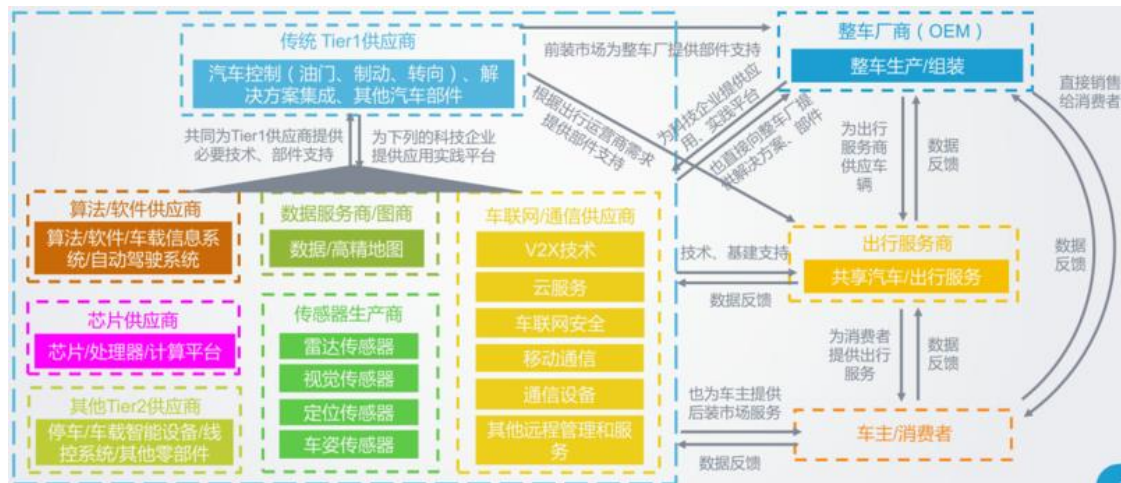 传统 Tier1供应商
汽车控制（油门、制动、转向）、解
决方案集成、其他汽车部件
前装市场为整车厂提供部件支持
整车厂商（OEM）
整车生产/组装
直接销售
给消费者
共同为Tier1供应商提供
必要技术、部件支持
为下列的科技企业
提供应用实践平台
根据出行运营商需求
提供部件支持
为科技企业提供应
用、实践平台
也直接向整车厂提
供解决方案、部件
为出行
服务商
供应车
辆
数据
反馈
算法/软件供应商
算法/软件/车载信息系
统/自动驾驶系统
数据服务商/图商
数据/高精地图
车联网/通信供应商
V2X技术
云服务
车联网安全
移动通信
通信设备
其他远程管理和服
务
技术、基建支持
数据反馈
出行服务商
共享汽车/出行服务
数据
反馈
芯片供应商
芯片/处理器/计算平台
传感器生产商
雷达传感器
视觉传感器
定位传感器
车姿传感器
为消费者
提供出行
服务
数据
反馈
其他Tier2供应商
停车/车载智能设备/线
控系统/其他零部件
也为车主提供
后装市场服务
数据反馈
车主/消费者